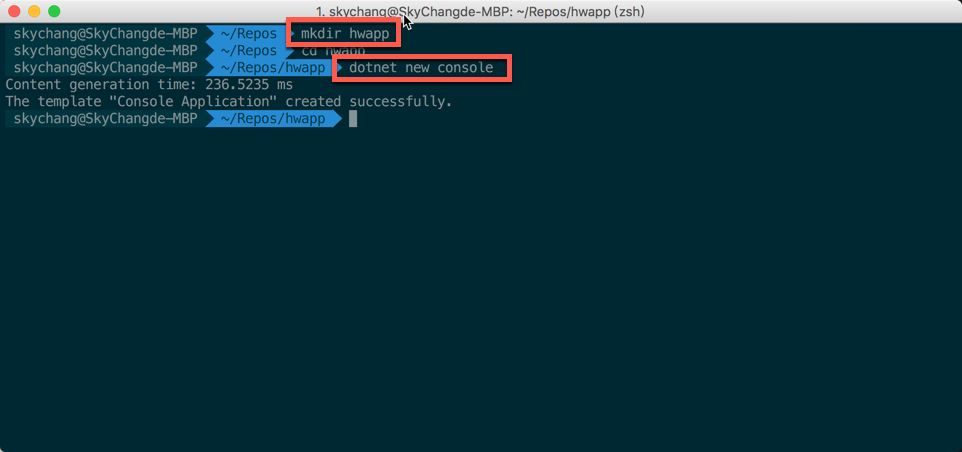 1. skychang@SkyChangde-MBP: ~/Repos/hwapp (zsh)
skychang@SkyChangde-MBP ~/Repos mkdir hwapp
skychang@SkyChangde-MBP ~/Repos cd hwapp
skychang@SkyChangde-MBP ~/Repos/hwapp dotnet new console
Content generation time: 236.5235 ms
The template "Console Application" created successfully.
skychang@SkyChangde-MBP ~/Repos/hwapp